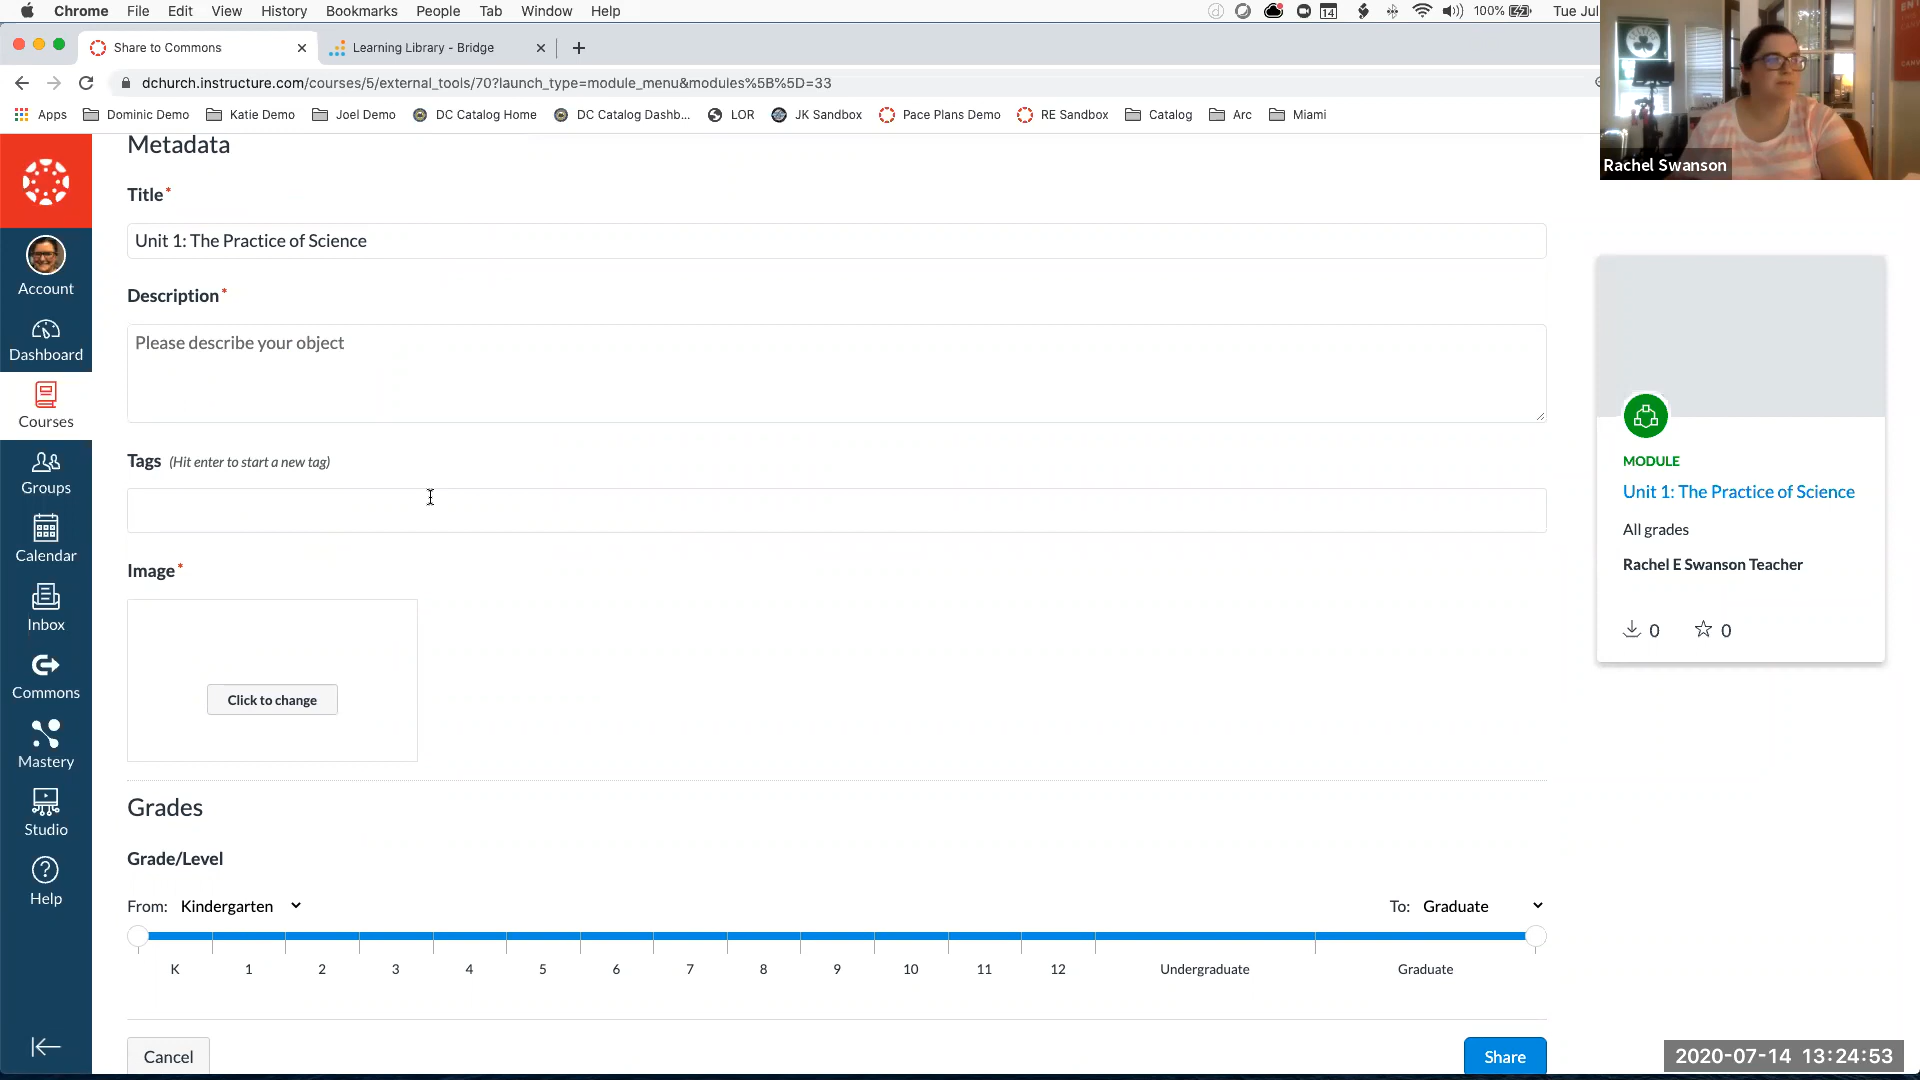 Chrome File Edit View History Bookmarks People Tab Window Help
14 100% Tue Jul
Share to Commons
Learning Library - Bridge
dchurch.instructure.com/courses/5/external_tools/70?launch_type=module_menu&modules%5B%5D=33
Apps Dominic Demo Katie Demo Joel Demo DC Catalog Home DC Catalog Dashb... LOR JK Sandbox Pace Plans Demo RE Sandbox Catalog Arc Miami
Rachel Swanson
Account
Dashboard
Courses
Groups
Calendar
Inbox
Commons
Mastery
Studio
Help
Metadata
Title*
Unit 1: The Practice of Science
Description*
Please describe your object
Tags (Hit enter to start a new tag)
Image*
Click to change
Grades
Grade/Level
From: Kindergarten
To: Graduate
K 1 2 3 4 5 6 7 8 9 10 11 12 Undergraduate Graduate
Cancel
Share
MODULE
Unit 1: The Practice of Science
All grades
Rachel E Swanson Teacher
0 0
2020-07-14 13:24:53